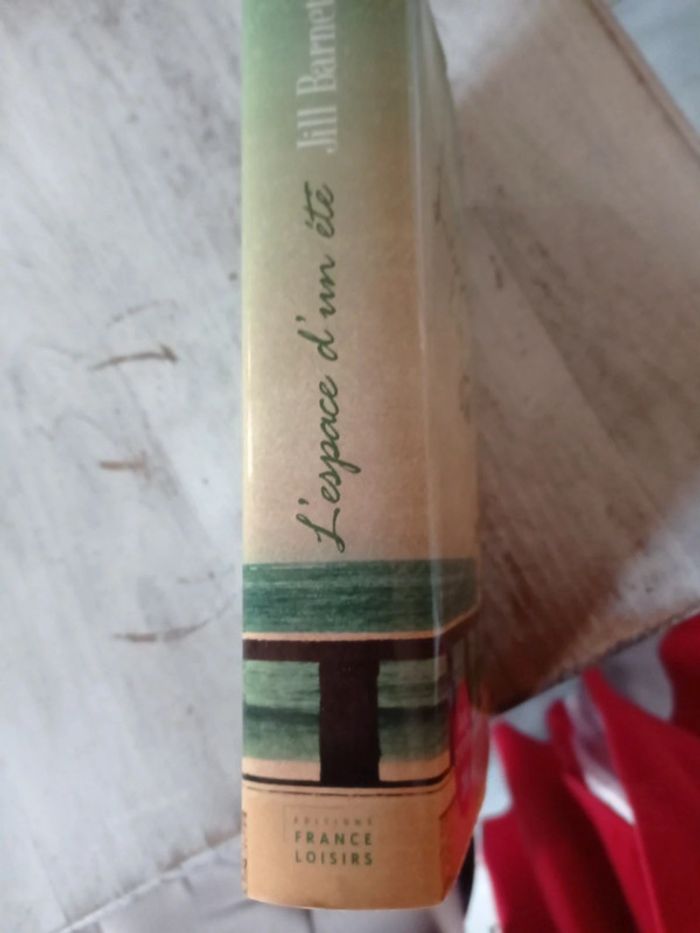 Jill Barnet
L'espace d'un été
ÉDITIONS
FRANCE
LOISIRS